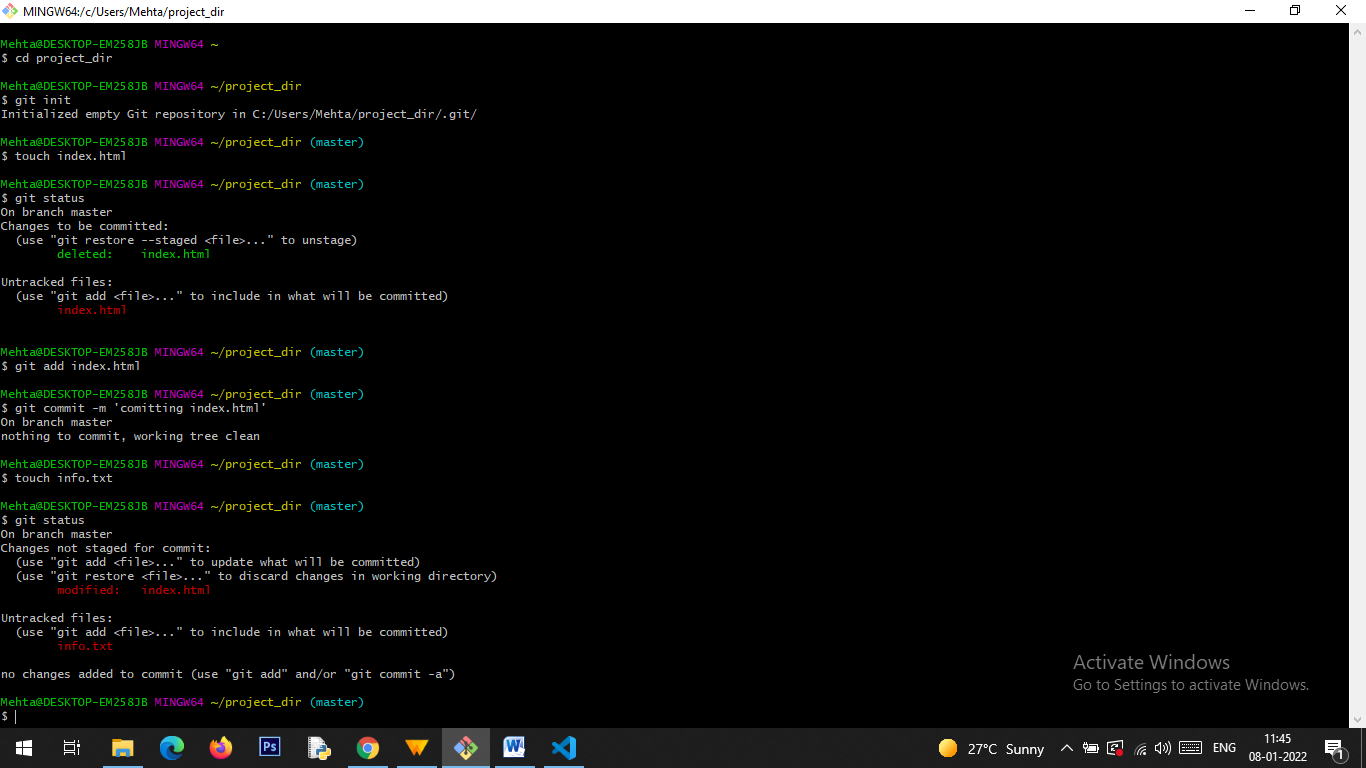 MINGW64:/c/Users/Mehta/project_dir
Mehta@DESKTOP-EM258JB MINGW64 ~
$ cd project_dir
Mehta@DESKTOP-EM258JB MINGW64 ~/project_dir
$ git init
Initialized empty Git repository in C:/Users/Mehta/project_dir/.git/
Mehta@DESKTOP-EM258JB MINGW64 ~/project_dir (master)
$ touch index.html
Mehta@DESKTOP-EM258JB MINGW64 ~/project_dir (master)
$ git status
On branch master
Changes to be committed:
  (use "git restore --staged <file>..." to unstage)
        deleted:    index.html
Untracked files:
  (use "git add <file>..." to include in what will be committed)
        index.html
Mehta@DESKTOP-EM258JB MINGW64 ~/project_dir (master)
$ git add index.html
Mehta@DESKTOP-EM258JB MINGW64 ~/project_dir (master)
$ git commit -m 'comitting index.html'
On branch master
nothing to commit, working tree clean
Mehta@DESKTOP-EM258JB MINGW64 ~/project_dir (master)
$ touch info.txt
Mehta@DESKTOP-EM258JB MINGW64 ~/project_dir (master)
$ git status
On branch master
Changes not staged for commit:
  (use "git add <file>..." to update what will be committed)
  (use "git restore <file>..." to discard changes in working directory)
        modified:   index.html
Untracked files:
  (use "git add <file>..." to include in what will be committed)
        info.txt
no changes added to commit (use "git add" and/or "git commit -a")
Mehta@DESKTOP-EM258JB MINGW64 ~/project_dir (master)
$
Activate Windows
Go to Settings to activate Windows.
Ps
W
27°C Sunny
ENG
11:45
08-01-2022
1